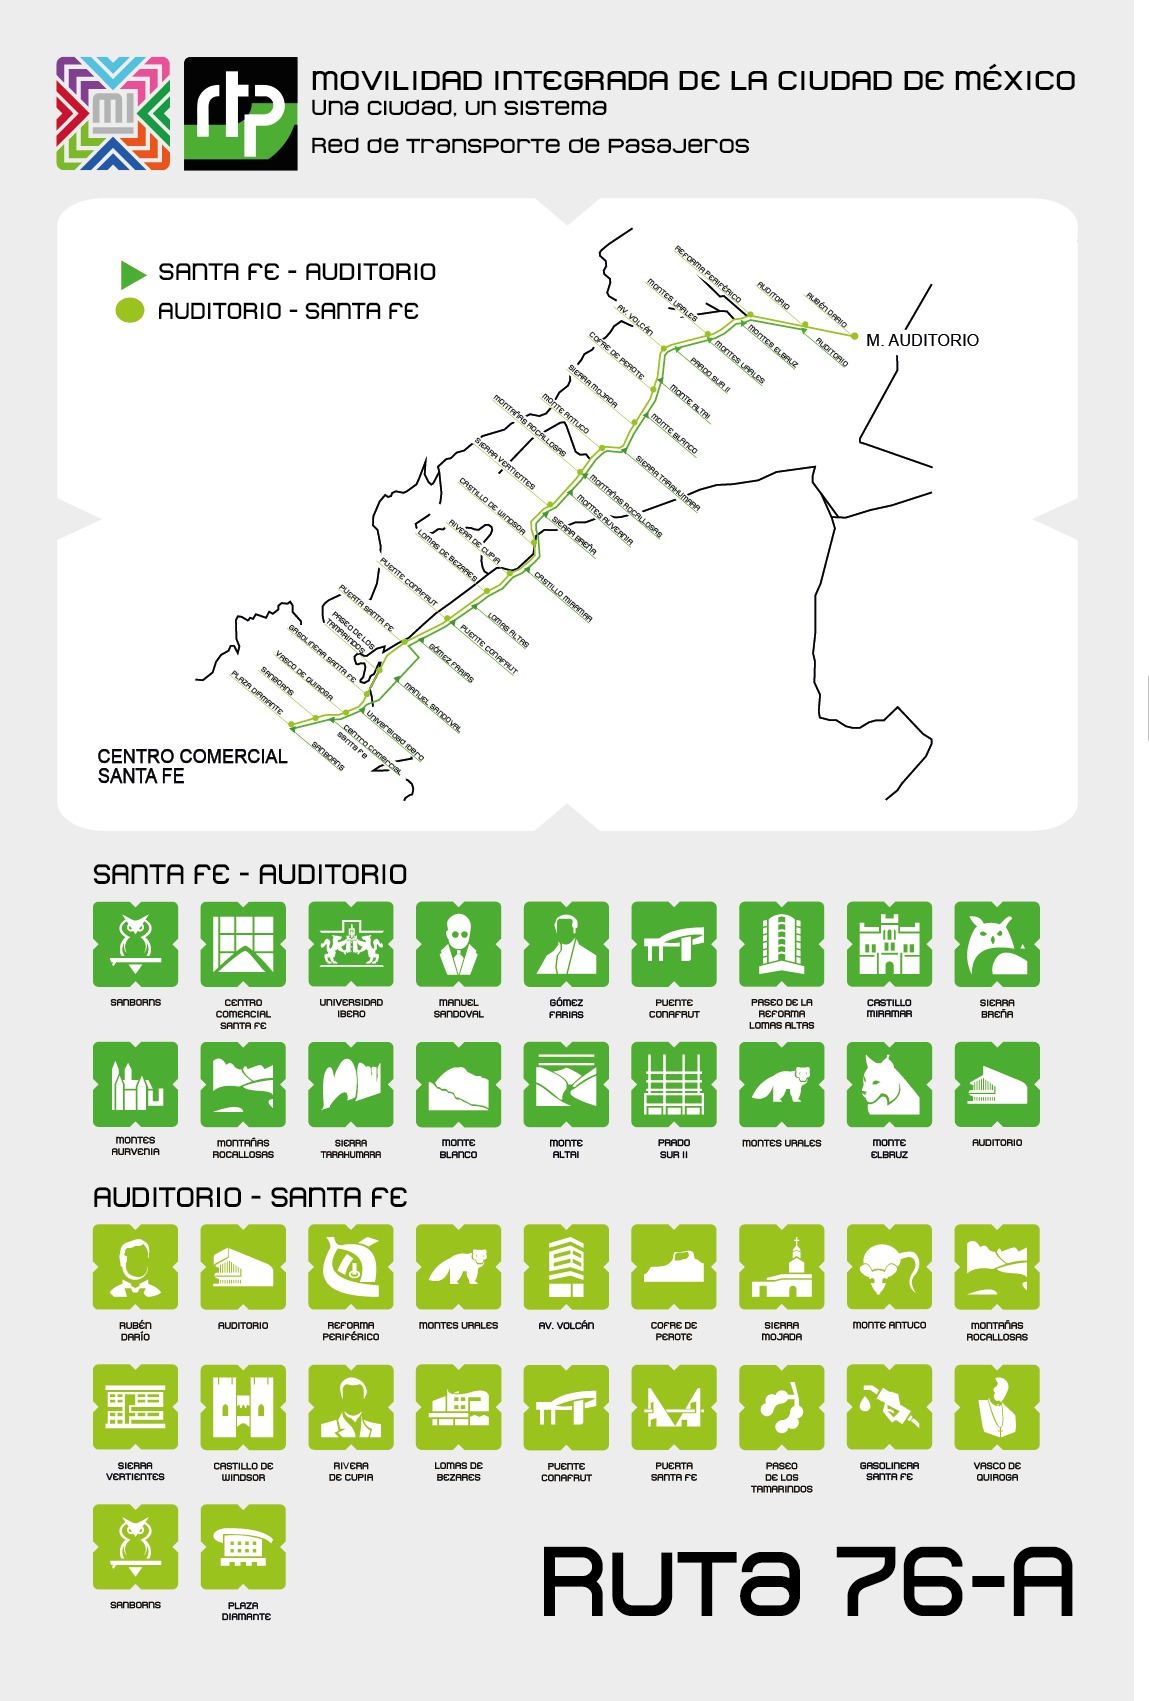 MI
rtp
MOVILIDAD INTEGRADA DE LA CIUDAD DE MÉXICO
Una ciudad, un sistema
Red de Transporte de Pasajeros
SANTA FE - AUDITORIO
AUDITORIO - SANTA FE
REFORMA PERIFÉRICO
AUDITORIO
RUBÉN DARIO
MONTES URALES
AV. VOLCÁN
M. AUDITORIO
COFRE DE PEROTE
MONTES ELBRUZ
AUDITORIO
MONTES URALES
PARDO SUR II
SIERRA MOJADA
MONTE ALTRI
MONTE ANTUCO
MONTAÑAS ROCALLOSAS
MONTE BLANCO
SIERRA VERTIENTES
SIERRA TARAHUMARA
MONTAÑAS ROCALLOSAS
CASTILLO DE WINDSOR
MONTES AUVERNIA
SIERRA BREÑA
RIVERA DE CUPIA
LOMAS DE BEZARES
PUENTE CONAFRUT
CASTILLO MIRAMAR
PUERTA SANTA FE
LOMAS ALTAS
PASEO DE LOS
TAMARINDOS
PUENTE CONAFRUT
GASOLINERA SANTA FE
GÓMEZ FARIAS
VASCO DE QUIROGA
SANBORNS
MANUEL SANDOVAL
PLAZA DIAMANTE
UNIVERSIDAD IBERO
CENTRO COMERCIAL
SANTA FE
SANBORNS
CENTRO COMERCIAL
SANTA FE
SANTA FE - AUDITORIO
SANBORNS
CENTRO
COMERCIAL
SANTA FE
UNIVERSIDAD
IBERO
MANUEL
SANDOVAL
GÓMEZ
FARIAS
PUENTE
CONAFRUT
PASEO DE LA
REFORMA
LOMAS ALTAS
CASTILLO
MIRAMAR
SIERRA
BREÑA
MONTES
AURVENIA
MONTAÑAS
ROCALLOSAS
SIERRA
TARAHUMARA
MONTE
BLANCO
MONTE
ALTRI
PRADO
SUR II
MONTES URALES
MONTE
ELBRUZ
AUDITORIO
AUDITORIO - SANTA FE
RUBÉN
DARÍO
AUDITORIO
REFORMA
PERIFÉRICO
MONTES URALES
AV. VOLCÁN
COFRE DE
PEROTE
SIERRA
MOJADA
MONTE ANTUCO
MONTAÑAS
ROCALLOSAS
SIERRA
VERTIENTES
CASTILLO DE
WINDSOR
RIVERA
DE CUPIA
LOMAS DE
BEZARES
PUENTE
CONAFRUT
PUERTA
SANTA FE
PASEO
DE LOS
TAMARINDOS
GASOLINERA
SANTA FE
VASCO DE
QUIROGA
SANBORNS
PLAZA
DIAMANTE
Ruta 76-A